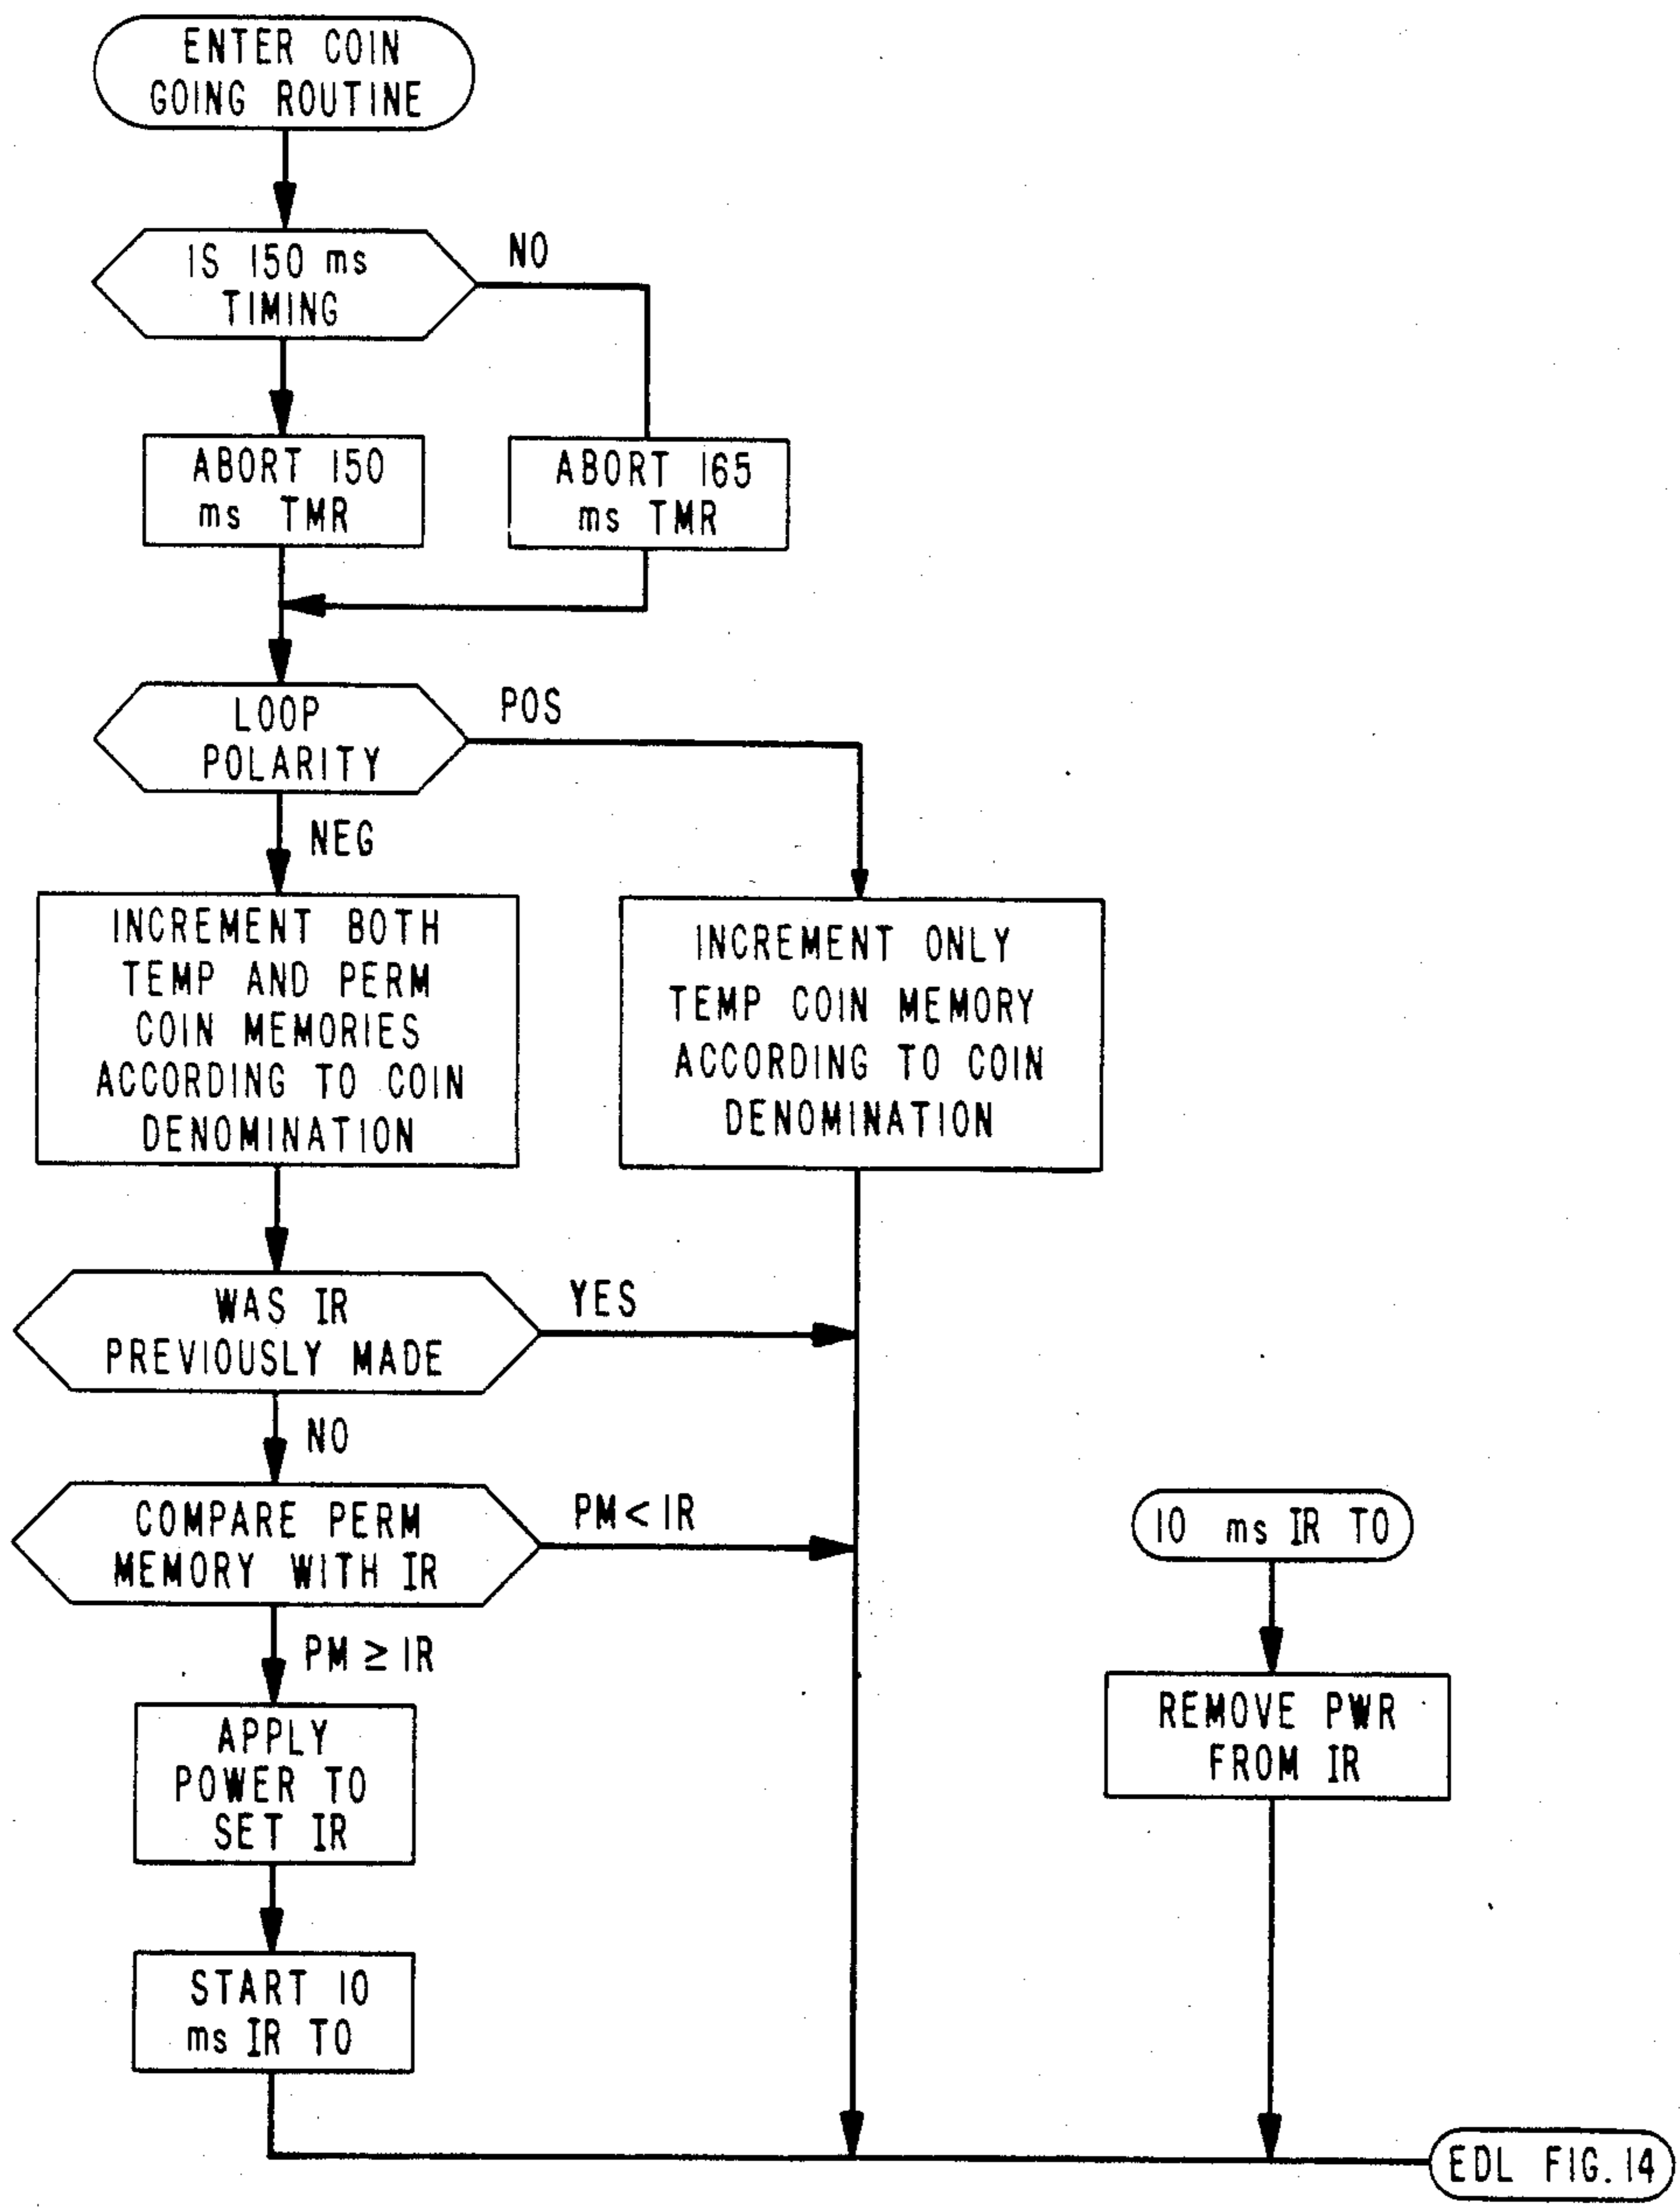 ENTER COIN
GOING ROUTINE
IS 150 ms
TIMING
NO
ABORT 150
ms TMR
ABORT 165
ms TMR
LOOP
POLARITY
POS
NEG
INCREMENT BOTH
TEMP AND PERM
COIN MEMORIES
ACCORDING TO COIN
DENOMINATION
INCREMENT ONLY
TEMP COIN MEMORY
ACCORDING TO COIN
DENOMINATION
WAS IR
PREVIOUSLY MADE
YES
NO
COMPARE PERM
MEMORY WITH IR
PM < IR
PM ≥ IR
APPLY
POWER TO
SET IR
START 10
ms IR TO
10 ms IR TO
REMOVE PWR
FROM IR
EDL FIG. 14